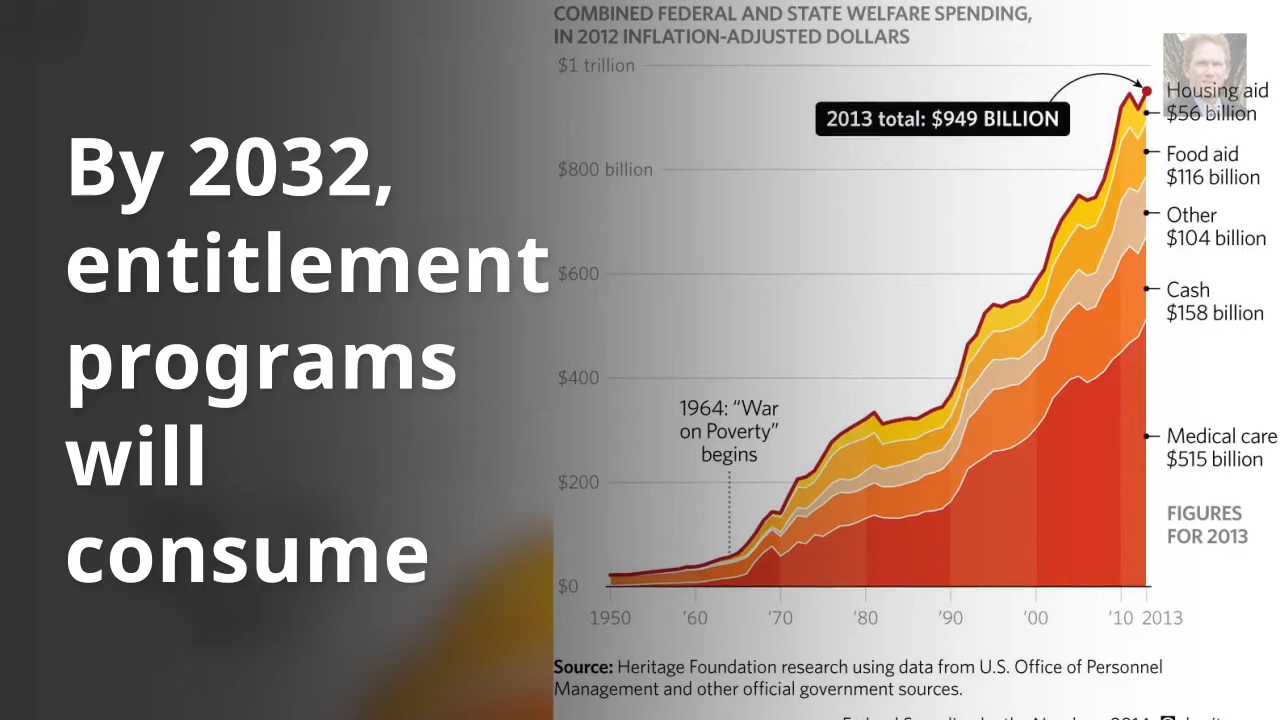 By 2032,
entitlement
programs
will
consume
COMBINED FEDERAL AND STATE WELFARE SPENDING,
IN 2012 INFLATION-ADJUSTED DOLLARS
$1 trillion
$800 billion
$600
$400
$200
$0
2013 total: $949 BILLION
1964: “War
on Poverty”
begins
Housing aid
$56 billion
Food aid
$116 billion
Other
$104 billion
Cash
$158 billion
Medical care
$515 billion
FIGURES
FOR 2013
1950 ’60 ’70 ’80 ’90 ’00 ’10 2013
Source: Heritage Foundation research using data from U.S. Office of Personnel
Management and other official government sources.